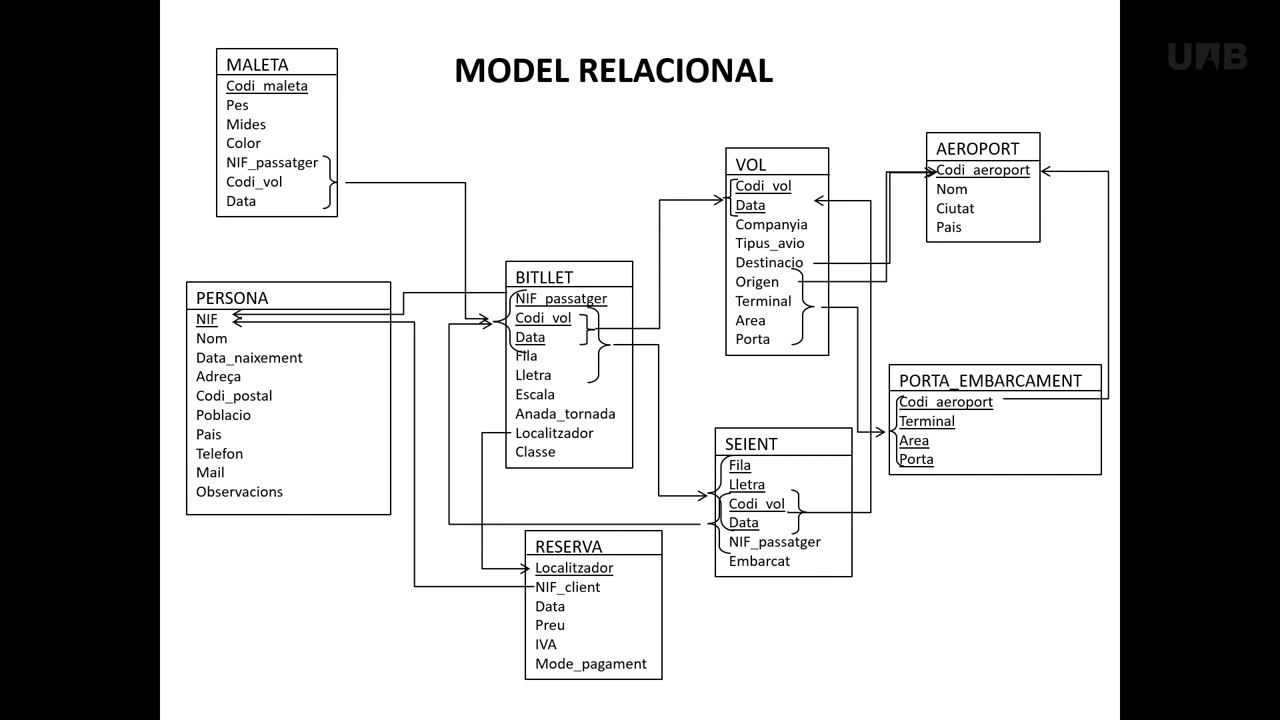 MODEL RELACIONAL
UAB
MALETA
Codi_maleta
Pes
Mides
Color
NIF_passatger
Codi_vol
Data
PERSONA
NIF
Nom
Data_naixement
Adreça
Codi_postal
Poblacio
Pais
Telefon
Mail
Observacions
BITLLET
NIF_passatger
Codi_vol
Data
Fila
Lletra
Escala
Anada_tornada
Localitzador
Classe
RESERVA
Localitzador
NIF_client
Data
Preu
IVA
Mode_pagament
VOL
Codi_vol
Data
Companyia
Tipus_avio
Destinacio
Origen
Terminal
Area
Porta
SEIENT
Fila
Lletra
Codi_vol
Data
NIF_passatger
Embarcat
AEROPORT
Codi_aeroport
Nom
Ciutat
Pais
PORTA_EMBARCAMENT
Codi_aeroport
Terminal
Area
Porta